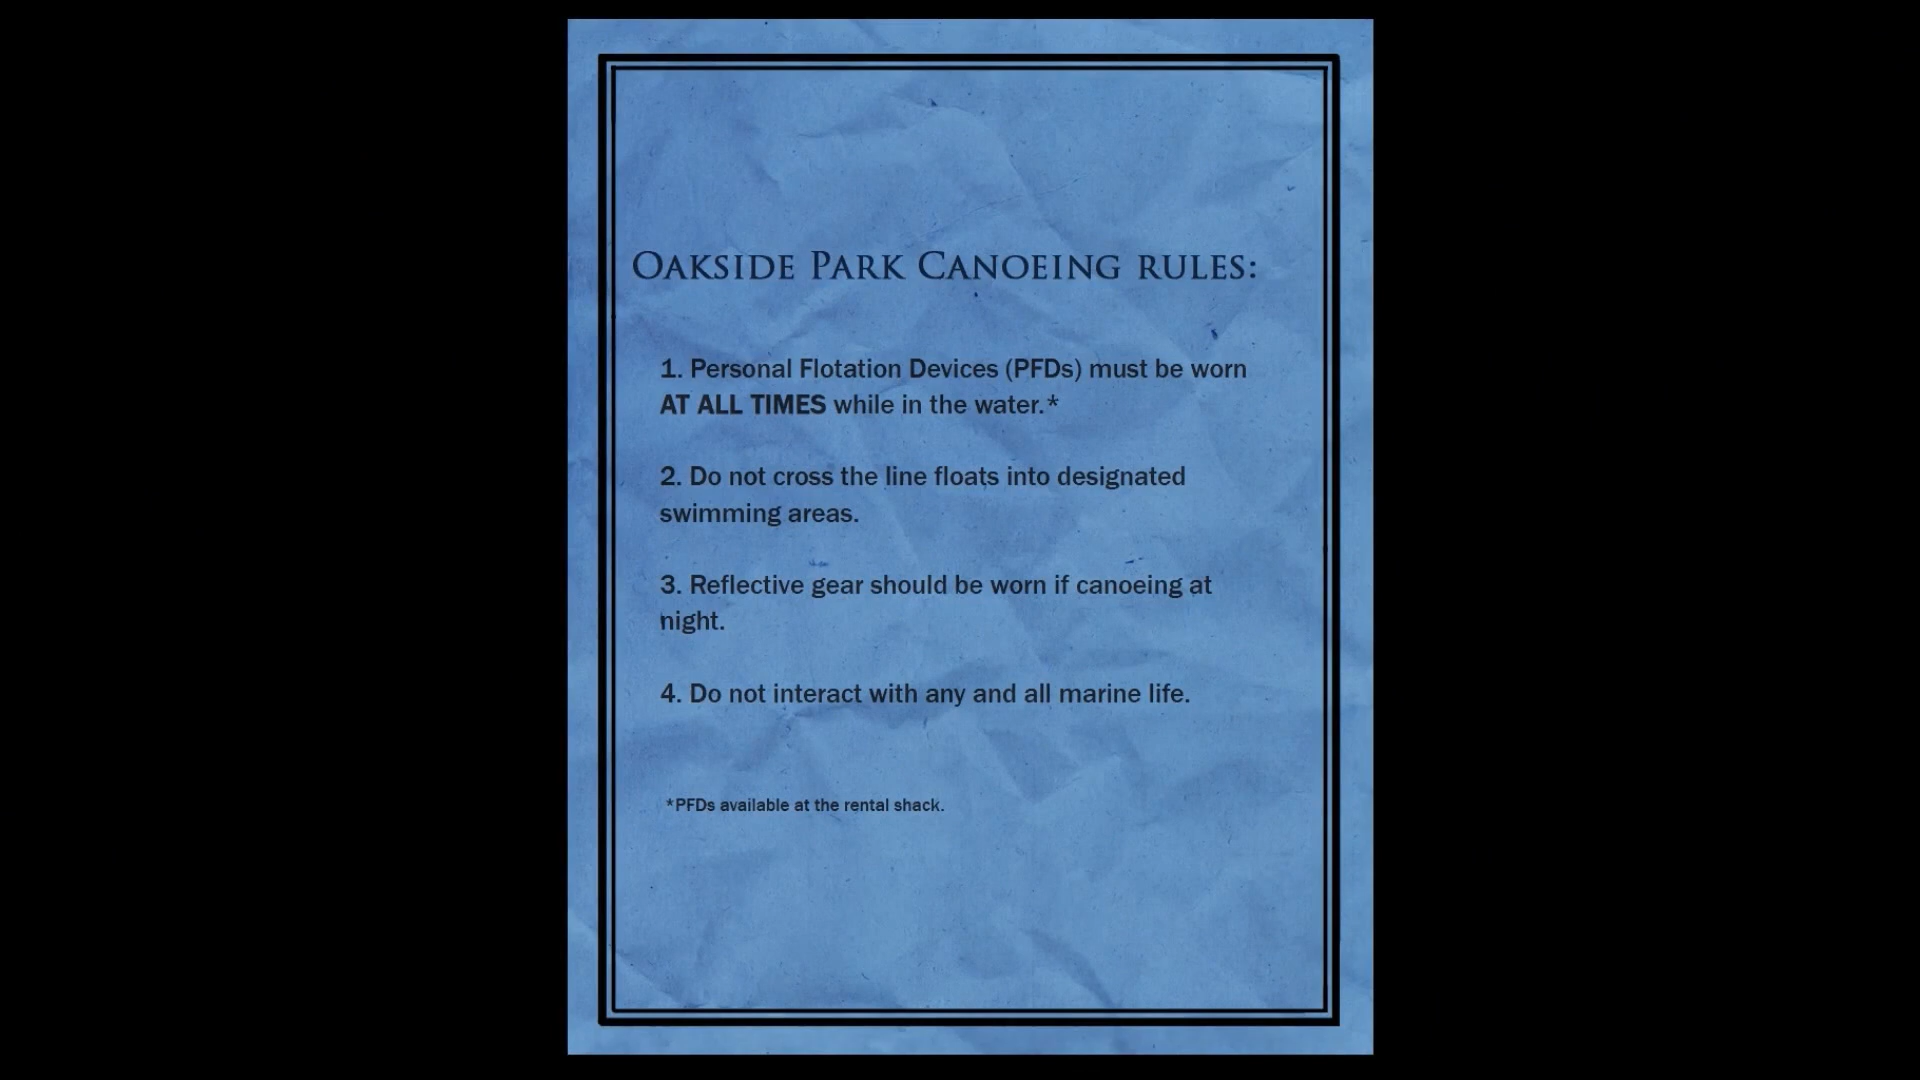 Oakside Park Canoeing rules:
1. Personal Flotation Devices (PFDs) must be worn
AT ALL TIMES while in the water.*
2. Do not cross the line floats into designated
swimming areas.
3. Reflective gear should be worn if canoeing at
night.
4. Do not interact with any and all marine life.
*PFDs available at the rental shack.